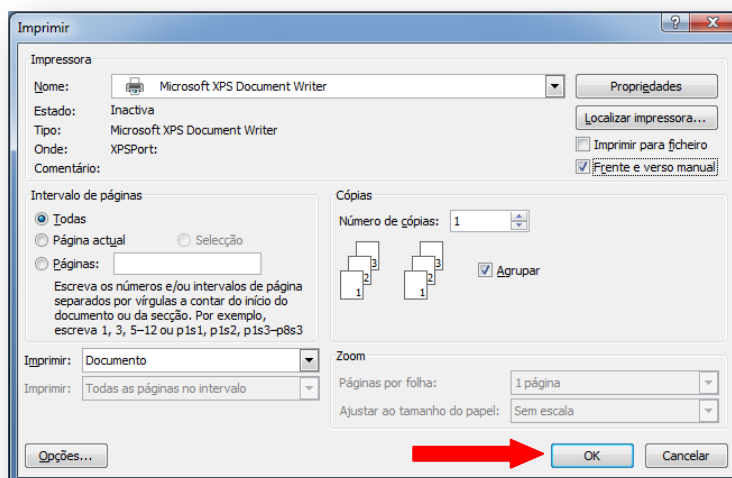 Imprimir
Impressora
Nome: Microsoft XPS Document Writer
Propriedades
Estado: Inactiva
Localizar impressora...
Tipo: Microsoft XPS Document Writer
Onde: XPSPort:
Imprimir para ficheiro
Comentário:
Frente e verso manual
Intervalo de páginas
Todas
Página actual Selecção
Páginas:
Escreva os números e/ou intervalos de página
separados por vírgulas a contar do início do
documento ou da secção. Por exemplo,
escreva 1, 3, 5–12 ou p1s1, p1s2, p1s3–p8s3
Cópias
Número de cópias: 1
3 3
2 2
1 1
Agrupar
Imprimir: Documento
Imprimir: Todas as páginas no intervalo
Zoom
Páginas por folha: 1 página
Ajustar ao tamanho do papel: Sem escala
Opções...
OK
Cancelar